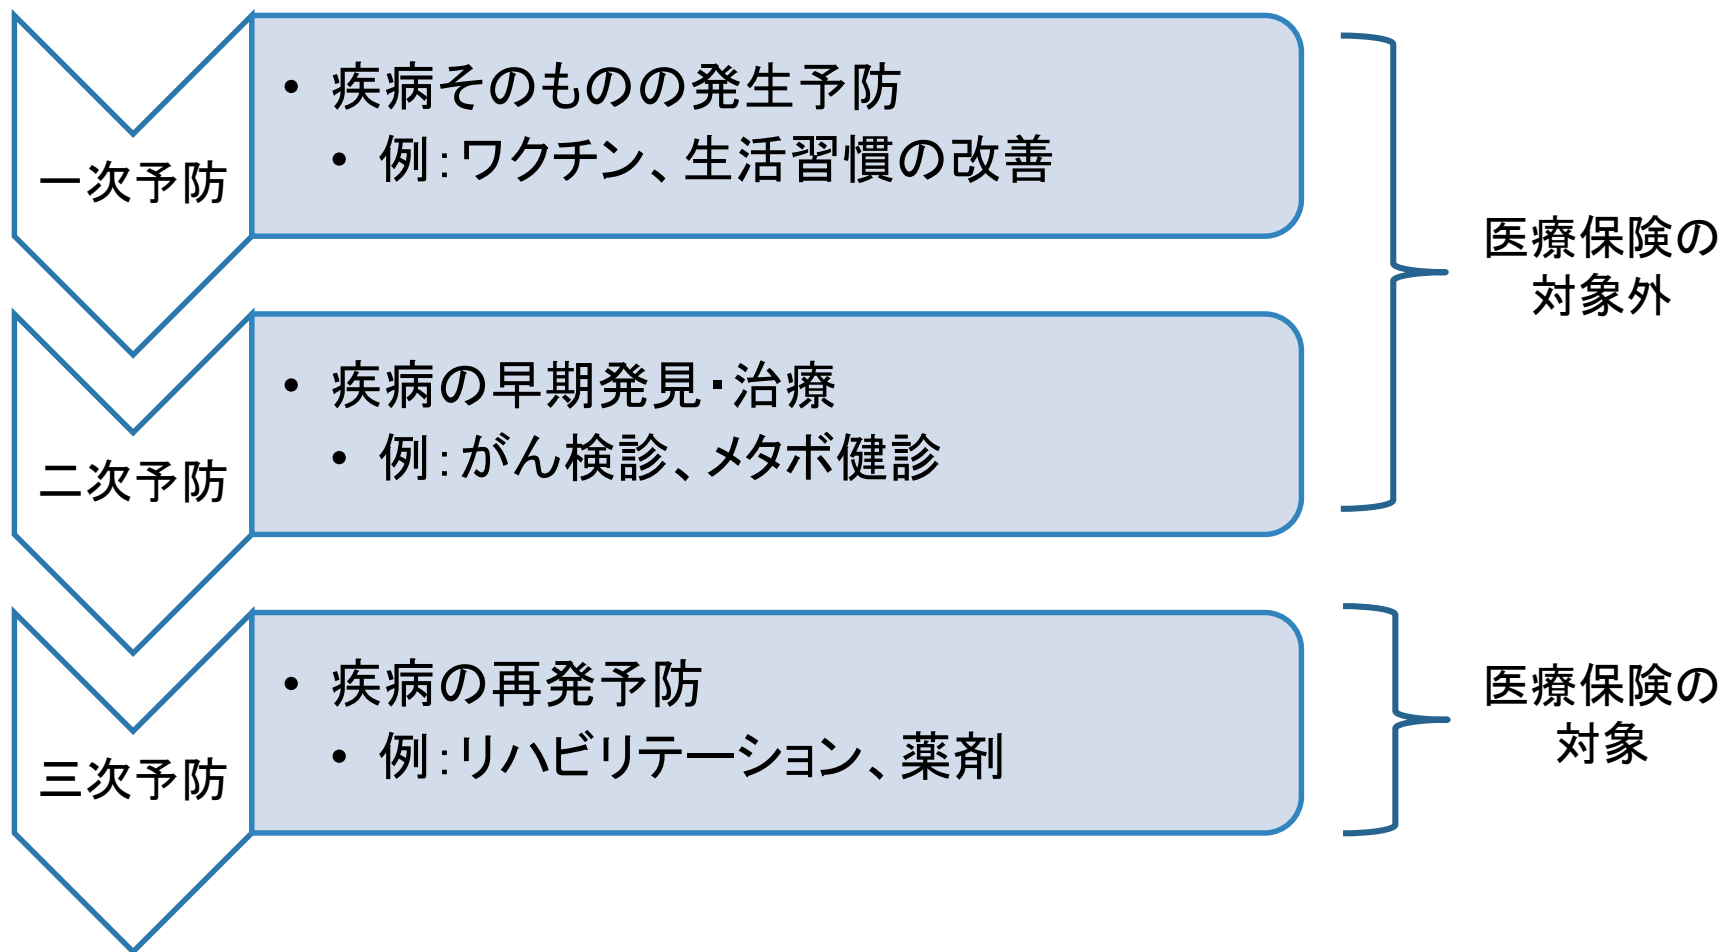 一次予防
• 疾病そのものの発生予防
• 例：ワクチン、生活習慣の改善
二次予防
• 疾病の早期発見・治療
• 例：がん検診、メタボ健診
医療保険の
対象外
三次予防
• 疾病の再発予防
• 例：リハビリテーション、薬剤
医療保険の
対象